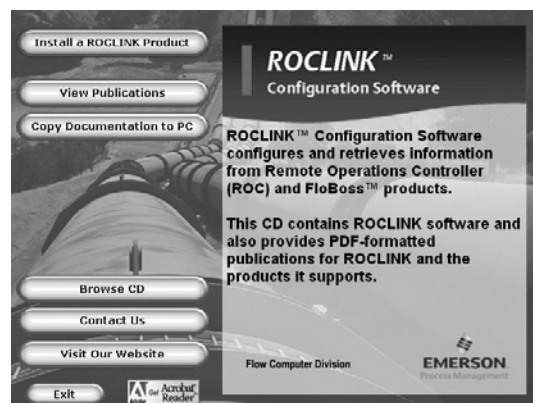 Install a ROCLINK Product
View Publications
Copy Documentation to PC
Browse CD
Contact Us
Visit Our Website
Exit
Adobe
Get Acrobat
Reader
ROCLINK™
Configuration Software
ROCLINK™ Configuration Software
configures and retrieves information
from Remote Operations Controller
(ROC) and FloBoss™ products.
This CD contains ROCLINK software and
also provides PDF-formatted
publications for ROCLINK and the
products it supports.
Flow Computer Division
EMERSON
Process Management